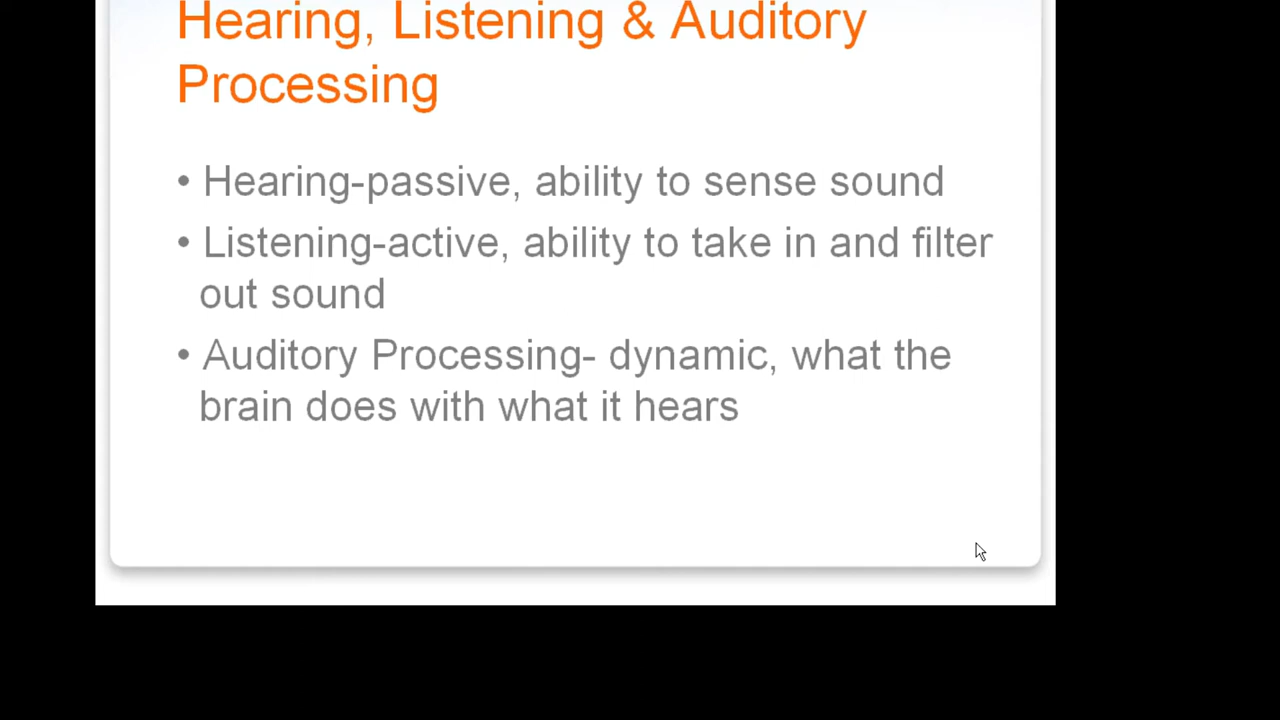 Hearing, Listening & Auditory
Processing
• Hearing-passive, ability to sense sound
• Listening-active, ability to take in and filter
out sound
• Auditory Processing- dynamic, what the
brain does with what it hears